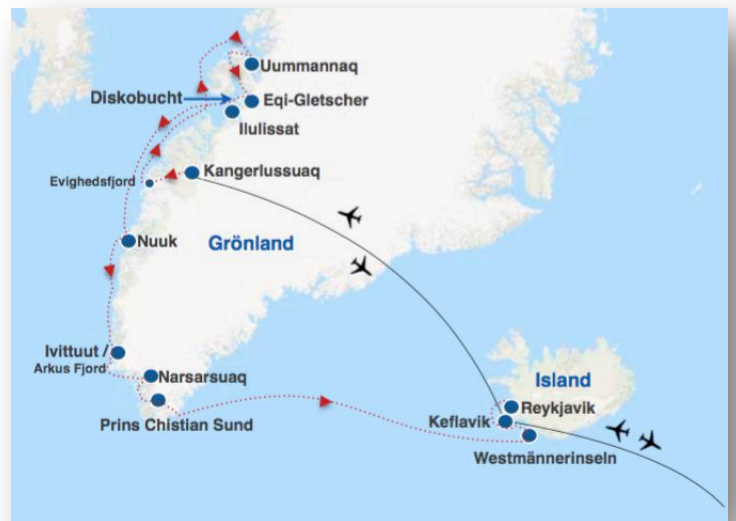 Uummannaq
Diskobucht
Eqi-Gletscher
Ilulissat
Kangerlussuaq
Evighedsfjord
Nuuk
Grönland
Ivittuut /
Arkus Fjord
Narsarsuaq
Prins Chistian Sund
Island
Reykjavik
Keflavik
Westmännerinseln